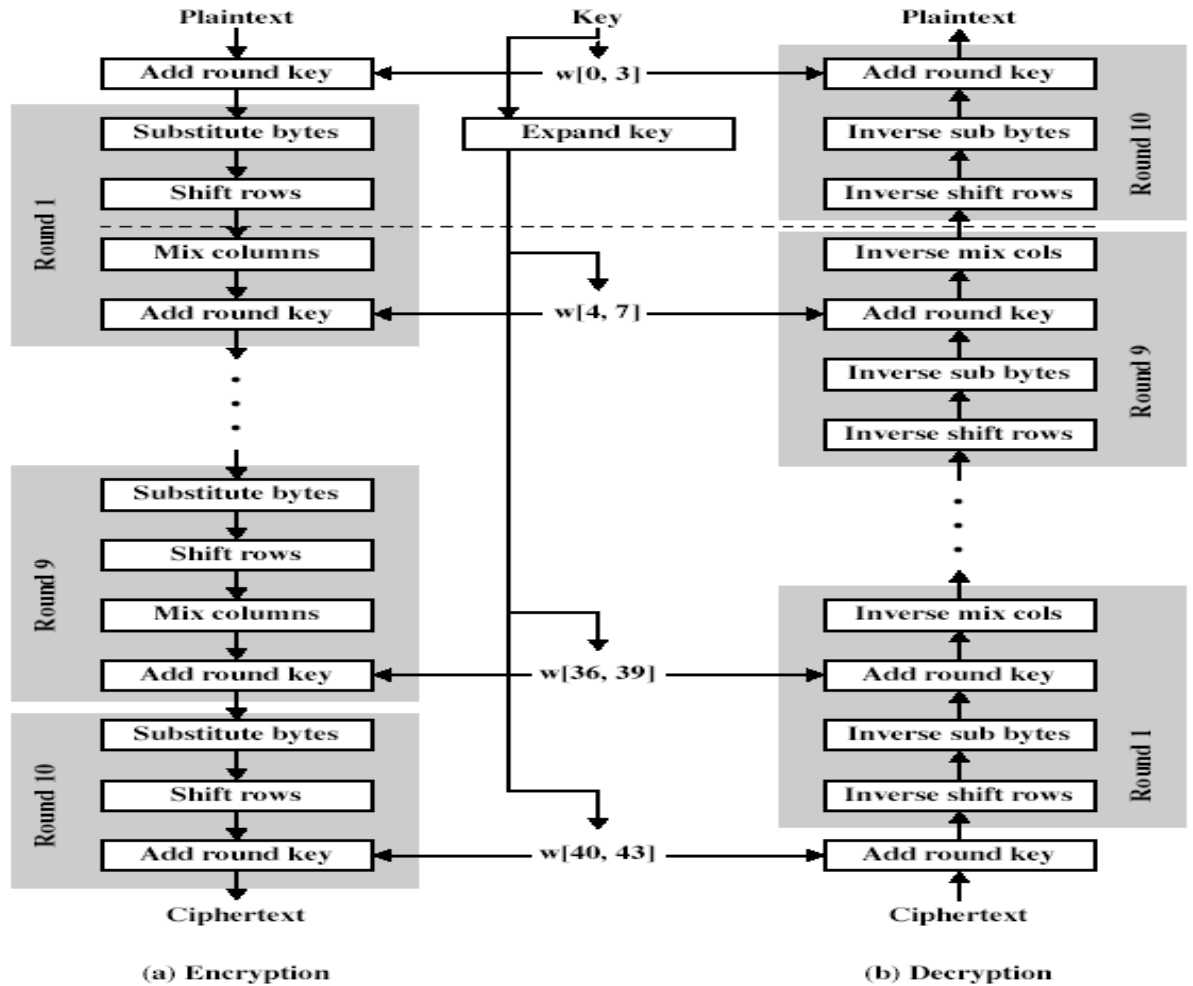 Plaintext
Add round key
Substitute bytes
Shift rows
Mix columns
Add round key
Round 1
Substitute bytes
Shift rows
Mix columns
Add round key
Round 9
Substitute bytes
Shift rows
Add round key
Round 10
Ciphertext
(a) Encryption
Key
w[0, 3]
Expand key
w[4, 7]
w[36, 39]
w[40, 43]
Plaintext
Add round key
Inverse sub bytes
Inverse shift rows
Round 10
Inverse mix cols
Add round key
Inverse sub bytes
Inverse shift rows
Round 9
Inverse mix cols
Add round key
Inverse sub bytes
Inverse shift rows
Round 1
Add round key
Ciphertext
(b) Decryption